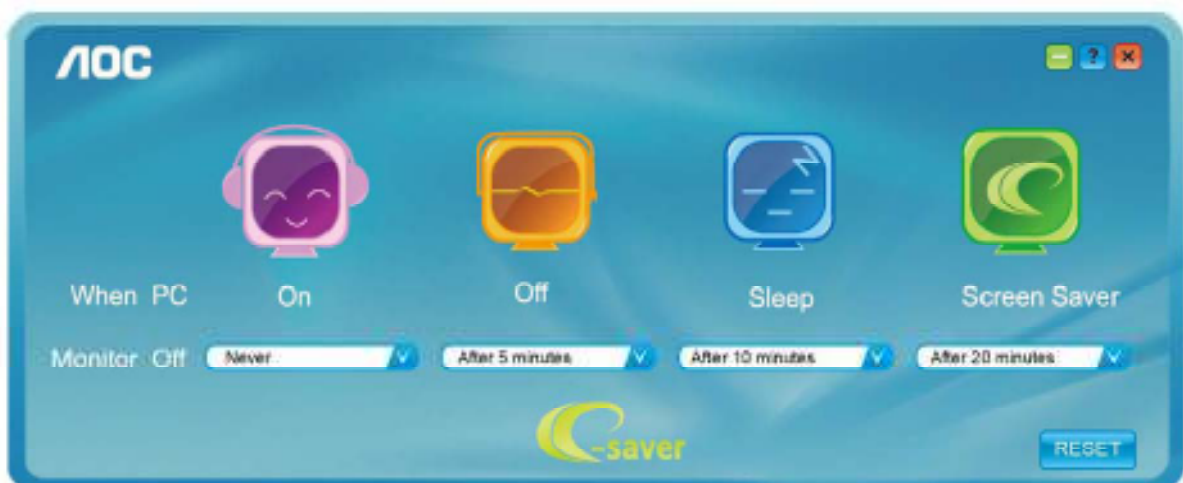 AOC
?
When PC On Off Sleep Screen Saver
Monitor Off Never After 5 minutes After 10 minutes After 20 minutes
e-saver
RESET